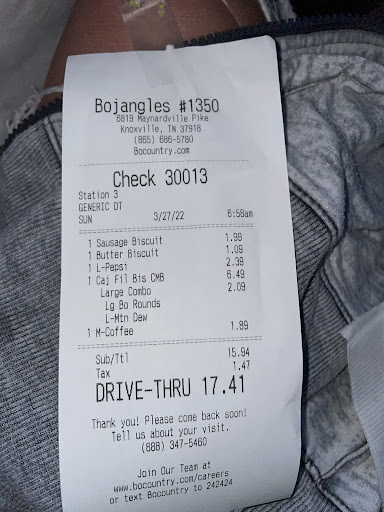 Bojangles #1350
6819 Maynardville Pike
Knoxville, TN 37918
(865) 686-5780
Bocountry.com
Check 30013
Station 3
GENERIC DT
SUN 3/27/22 6:58am
1 Sausage Biscuit 1.99
1 Butter Biscuit 1.09
1 L-Pepsi 2.39
1 Caj Fil Bis CMB 6.49
Large Combo 2.09
Lg Bo Rounds
L-Mtn Dew
1 M-Coffee 1.89
Sub/Ttl 15.94
Tax 1.47
DRIVE-THRU 17.41
Thank you! Please come back soon!
Tell us about your visit.
(888) 347-5460
Join Our Team at
www.bocountry.com/careers
or text Bocountry to 242424